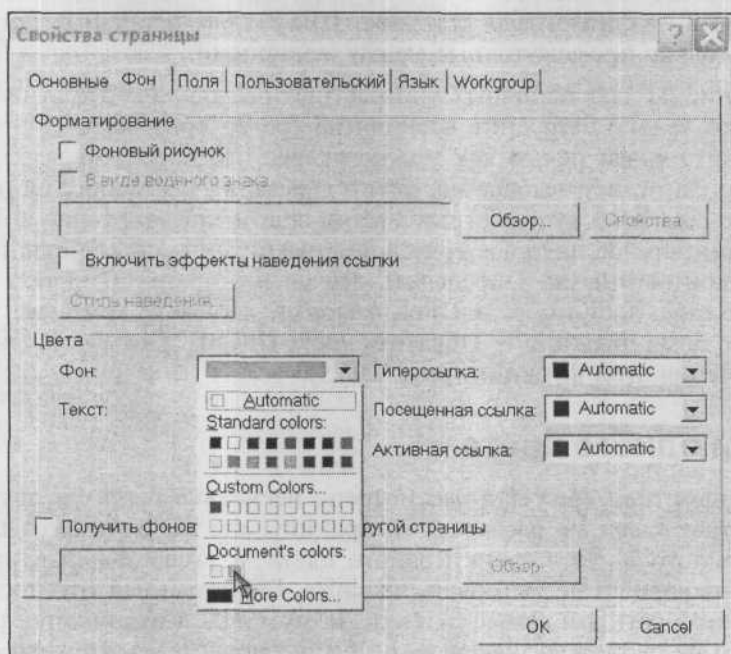 Свойства страницы
Основные Фон Поля Пользовательский Язык Workgroup
Форматирование
Фоновый рисунок
В виде водяного знака
Обзор... Свойства...
Включить эффекты наведения ссылки
Стиль наведения...
Цвета
Фон: Гиперссылка: Automatic
Automatic
Текст: Посещенная ссылка: Automatic
Standard colors:
Активная ссылка: Automatic
Custom Colors...
Получить фонов ругой страницы
Document's colors:
Обзор...
More Colors...
OK Cancel